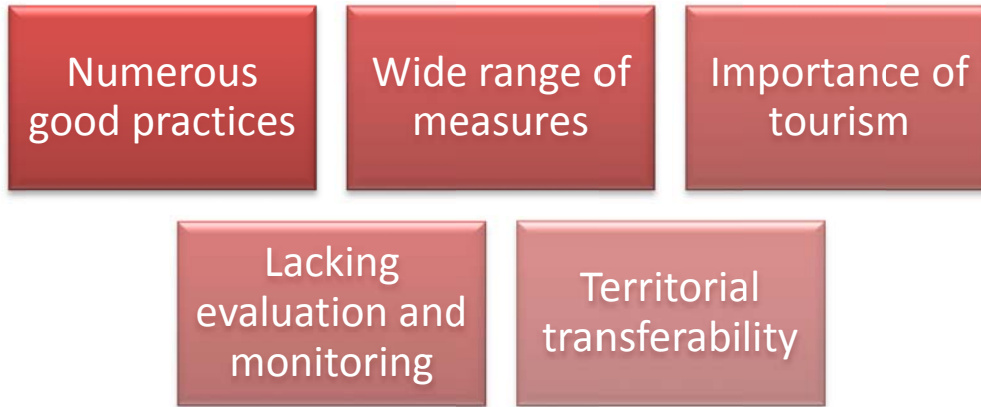 Numerous
good practices
Wide range of
measures
Importance of
tourism
Lacking
evaluation and
monitoring
Territorial
transferability